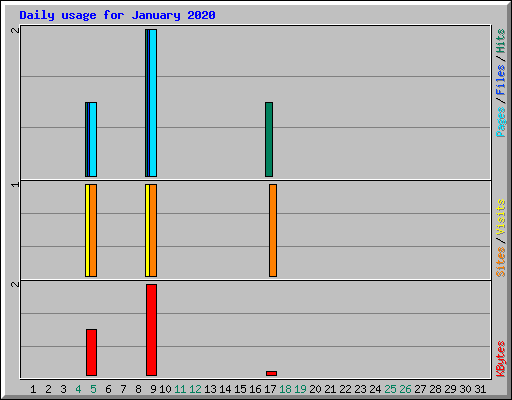 Daily usage for January 2020
2
Pages / Files / Hits
1
Sites / Visits
2
KBytes
1 2 3 4 5 6 7 8 9 10 11 12 13 14 15 16 17 18 19 20 21 22 23 24 25 26 27 28 29 30 31